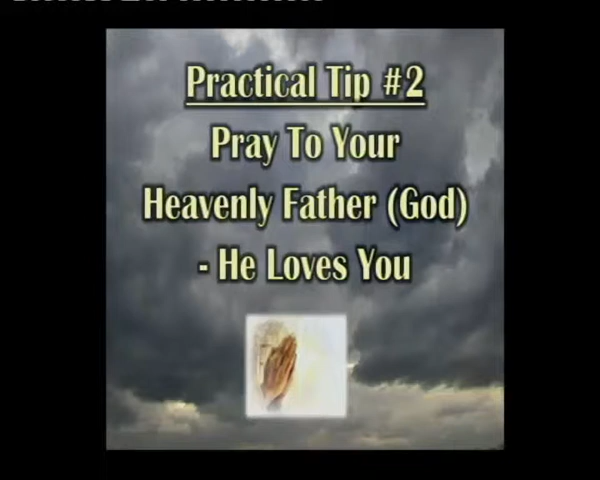 Practical Tip #2
Pray To Your
Heavenly Father (God)
- He Loves You